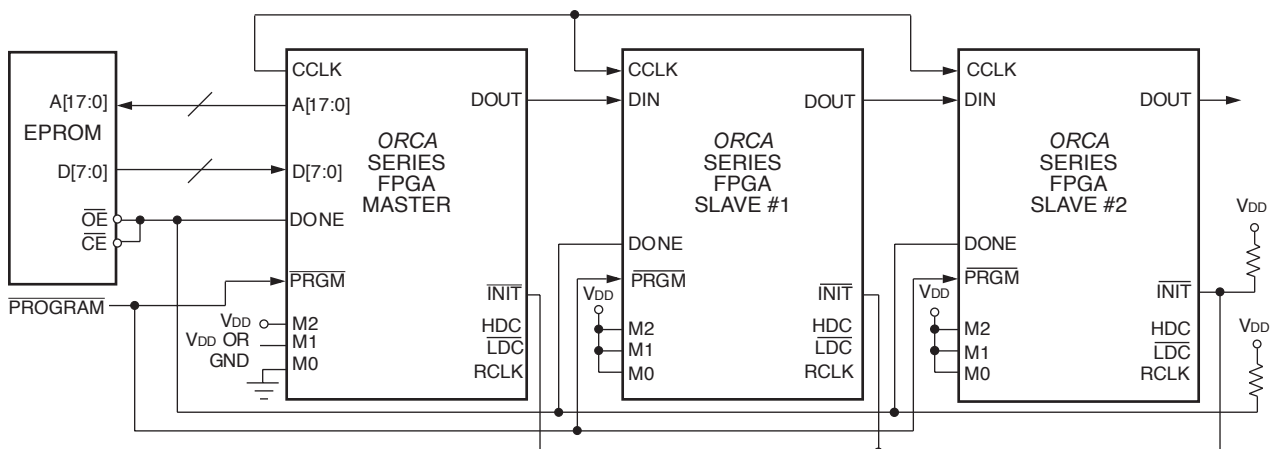 EPROM
A[17:0]
D[7:0]
OE
CE
PROGRAM
CCLK
A[17:0]
D[7:0]
DONE
PRGM
VDD
M2
VDD OR
GND
M1
M0
DOUT
ORCA
SERIES
FPGA
MASTER
INIT
HDC
LDC
RCLK
CCLK
DIN
DOUT
ORCA
SERIES
FPGA
SLAVE #1
DONE
PRGM
VDD
M2
M1
M0
INIT
HDC
LDC
RCLK
CCLK
DIN
DOUT
ORCA
SERIES
FPGA
SLAVE #2
DONE
PRGM
VDD
M2
M1
M0
INIT
HDC
LDC
RCLK
VDD
VDD